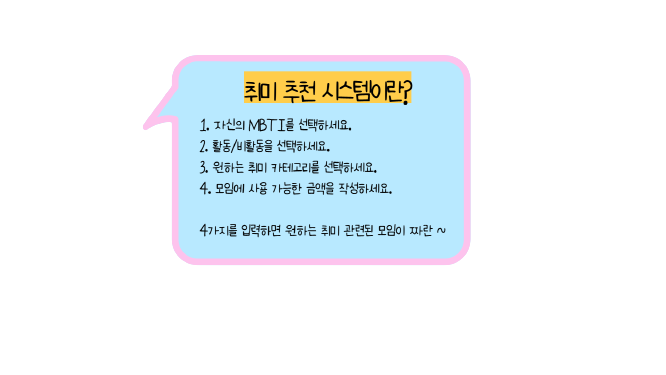 취미 추천 시스템이란?
1. 자신의 MBTI를 선택하세요.
2. 활동/비활동을 선택하세요.
3. 원하는 취미 카테고리를 선택하세요.
4. 모임에 사용 가능한 금액을 작성하세요.
4가지를 입력하면 원하는 취미 관련된 모임이 짜란 ~